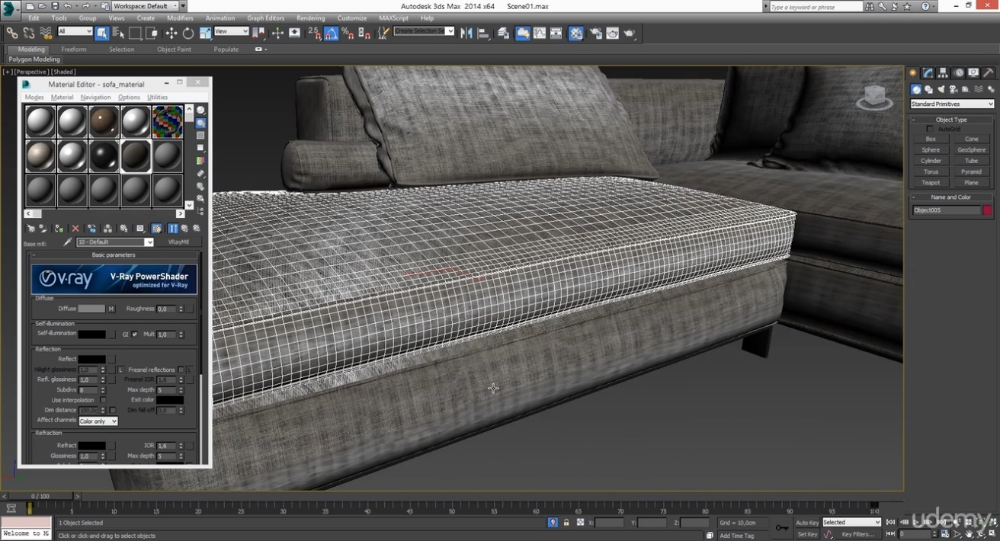 Workspace: Default
Autodesk 3ds Max 2014 x64 Scene01.max
Type a keyword or phrase
Edit Tools Group Views Create Modifiers Animation Graph Editors Rendering Customize MAXScript Help
All View 2.5 Create Selection Se
Modeling Freeform Selection Object Paint Populate
Polygon Modeling
[+] [Perspective] [Shaded]
Material Editor - sofa_material
Modes Material Navigation Options Utilities
Base mtl: 10 - Default VRayMtl
- Basic parameters
v-ray V-Ray PowerShader
optimized for V-Ray
Diffuse
Diffuse M Roughness 0,0
Self-illumination
Self-illumination GI Mult 1,0
Reflection
Reflect
Hilight glossiness 1,0 L Fresnel reflections L
Refl. glossiness 1,0 Fresnel IOR 1,6
Subdivs 8 Max depth 5
Use interpolation Exit color
Dim distance 100,0c Dim fall off 0,0
Affect channels Color only
Refraction
Refract IOR 1,6
Glossiness 1,0 Max depth 5
Standard Primitives
- Object Type
AutoGrid
Box Cone
Sphere GeoSphere
Cylinder Tube
Torus Pyramid
Teapot Plane
- Name and Color
Object005
< 0 / 100 >
0 5 10 15 20 25 30 35 40 45 50 55 60 65 70 75 80 85 90 95 100
1 Object Selected X: Y: Z: Grid = 10,0cm Auto Key Selected
Welcome to M Click or click-and-drag to select objects Add Time Tag Set Key Key Filters... 0
udemy